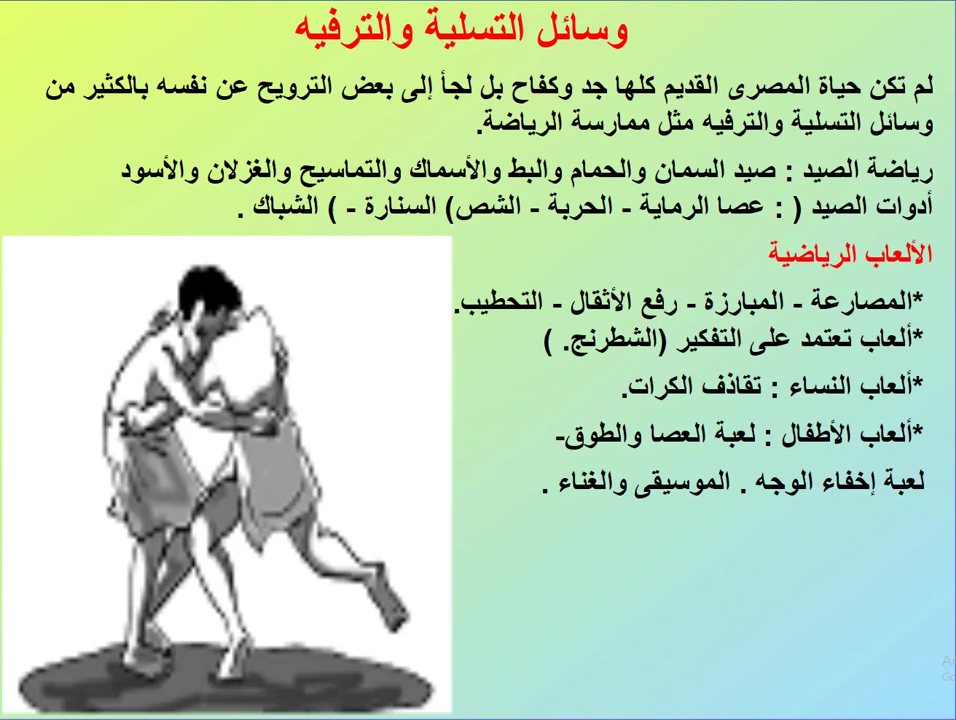 وسائل التسلية والترفيه
لم تكن حياة المصرى القديم كلها جد وكفاح بل لجأ إلى بعض الترويح عن نفسه بالكثير من
وسائل التسلية والترفيه مثل ممارسة الرياضة.
رياضة الصيد : صيد السمان والحمام والبط والأسماك والتماسيح والغزلان والأسود
أدوات الصيد ( : عصا الرماية - الحربة - الشص) السنارة - ) الشباك .
الألعاب الرياضية
*المصارعة - المبارزة - رفع الأثقال - التحطيب.
*ألعاب تعتمد على التفكير (الشطرنج. )
*ألعاب النساء : تقاذف الكرات.
*ألعاب الأطفال : لعبة العصا والطوق-
لعبة إخفاء الوجه . الموسيقى والغناء .